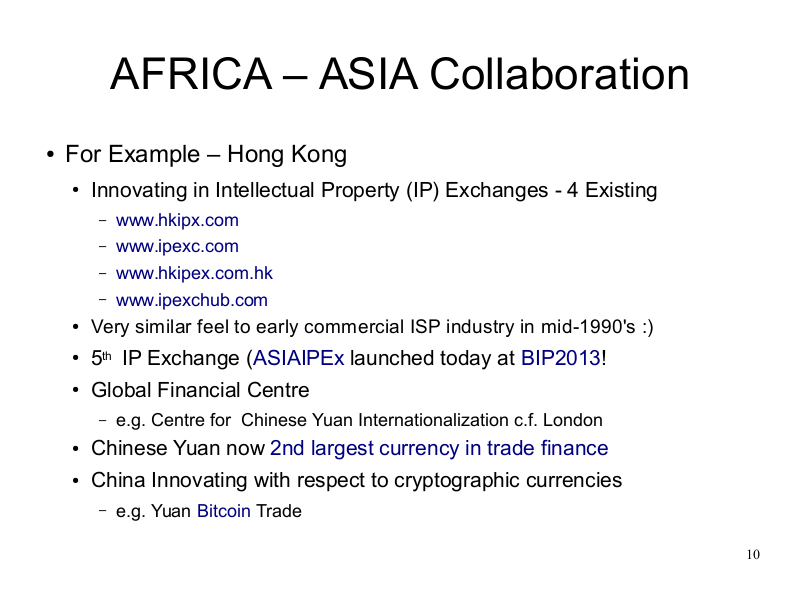 AFRICA – ASIA Collaboration
• For Example – Hong Kong
• Innovating in Intellectual Property (IP) Exchanges - 4 Existing
– www.hkipx.com
– www.ipexc.com
– www.hkipex.com.hk
– www.ipexchub.com
• Very similar feel to early commercial ISP industry in mid-1990's :)
• 5th IP Exchange (ASIAIPEx launched today at BIP2013!
• Global Financial Centre
– e.g. Centre for Chinese Yuan Internationalization c.f. London
• Chinese Yuan now 2nd largest currency in trade finance
• China Innovating with respect to cryptographic currencies
– e.g. Yuan Bitcoin Trade
10